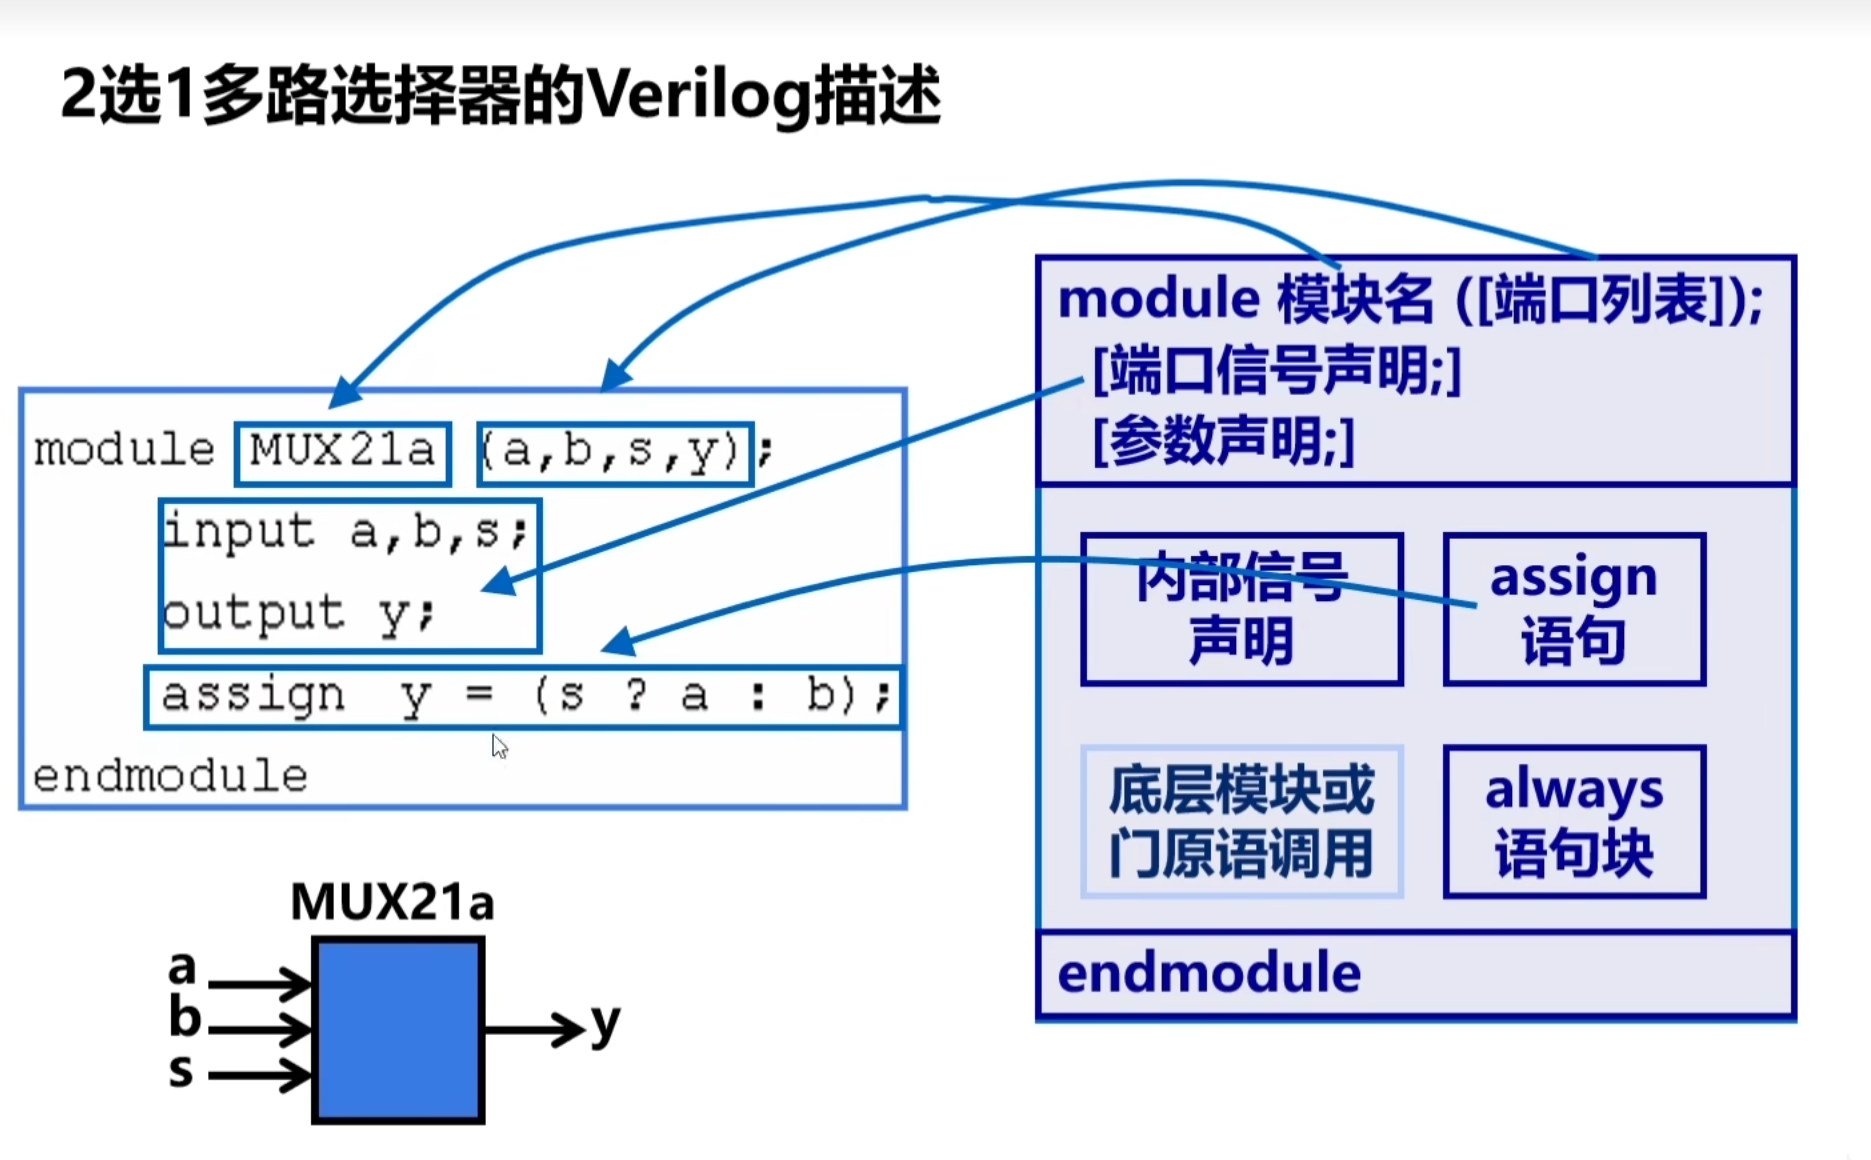 2选1多路选择器的Verilog描述
module MUX21a (a,b,s,y);
input a,b,s;
output y;
assign y = (s ? a : b);
endmodule
module 模块名 ([端口列表]);
[端口信号声明;]
[参数声明;]
内部信号
声明
assign
语句
底层模块或
门原语调用
always
语句块
endmodule
MUX21a
a
b
s
y